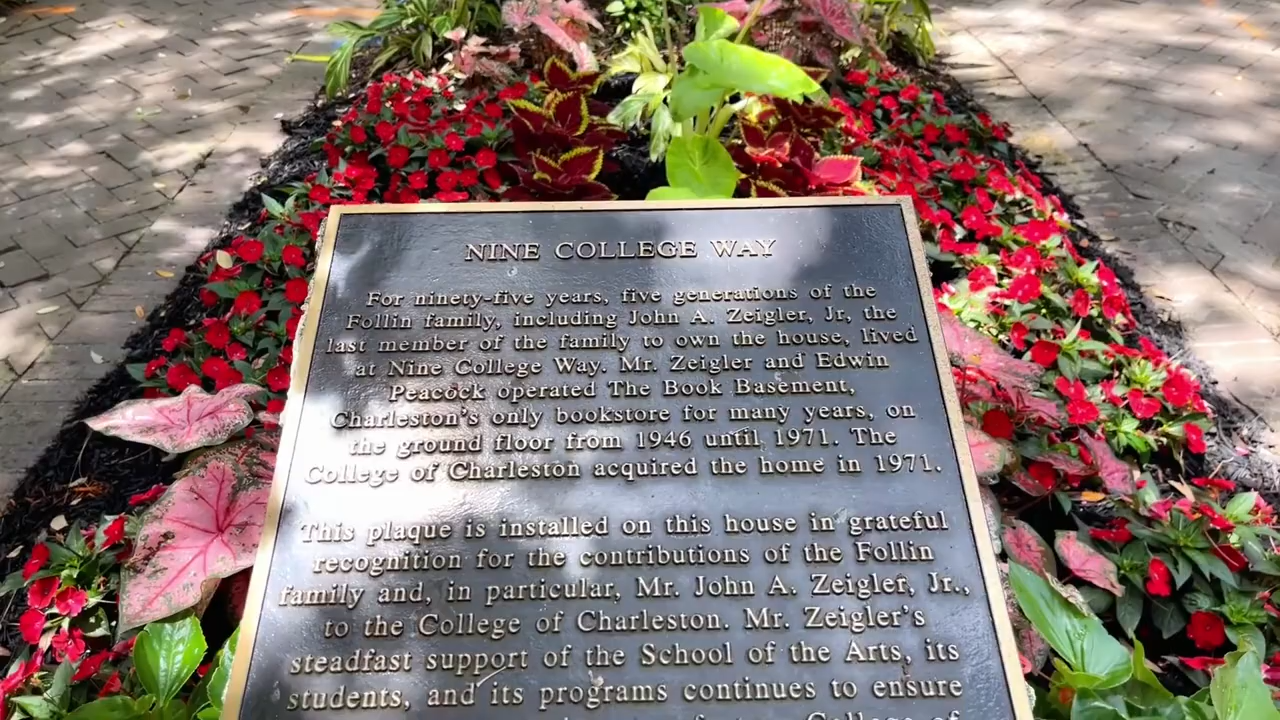 NINE COLLEGE WAY
For ninety-five years, five generations of the
Follin family, including John A. Zeigler, Jr, the
last member of the family to own the house, lived
at Nine College Way. Mr. Zeigler and Edwin
Peacock operated The Book Basement,
Charleston's only bookstore for many years, on
the ground floor from 1946 until 1971. The
College of Charleston acquired the home in 1971.
This plaque is installed on this house in grateful
recognition for the contributions of the Follin
family and, in particular, Mr. John A. Zeigler, Jr.,
to the College of Charleston. Mr. Zeigler's
steadfast support of the School of the Arts, its
students, and its programs continues to ensure
College of